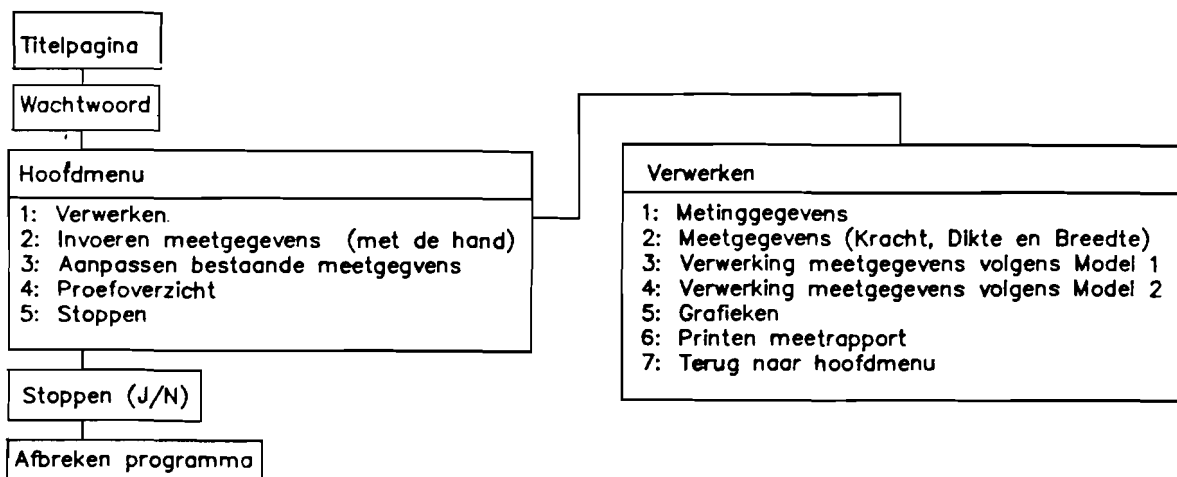 Titelpagina
Wachtwoord
Hoofdmenu
1: Verwerken.
2: Invoeren meetgegevens (met de hand)
3: Aanpassen bestaande meetgegvens
4: Proefoverzicht
5: Stoppen
Stoppen (J/N)
Afbreken programma
Verwerken
1: Metinggegevens
2: Meetgegevens (Kracht, Dikte en Breedte)
3: Verwerking meetgegevens volgens Model 1
4: Verwerking meetgegevens volgens Model 2
5: Grafieken
6: Printen meetrapport
7: Terug naar hoofdmenu